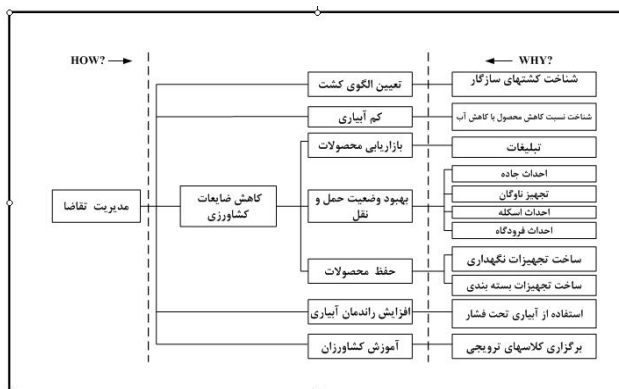 HOW?
WHY?
تعیین الگوی کشت
شناخت کشتهای سازگار
کم آبیاری
شناخت نسبت کاهش محصول با کاهش آب
بازاریابی محصولات
تبلیغات
مدیریت تقاضا
کاهش ضایعات
کشاورزی
بهبود وضعیت حمل و
نقل
احداث جاده
تجهیز ناوگان
احداث اسکله
احداث فرودگاه
حفظ محصولات
ساخت تجهیزات نگهداری
ساخت تجهیزات بسته بندی
افزایش راندمان آبیاری
استفاده از آبیاری تحت فشار
آموزش کشاورزان
برگزاری کلاسهای ترویجی